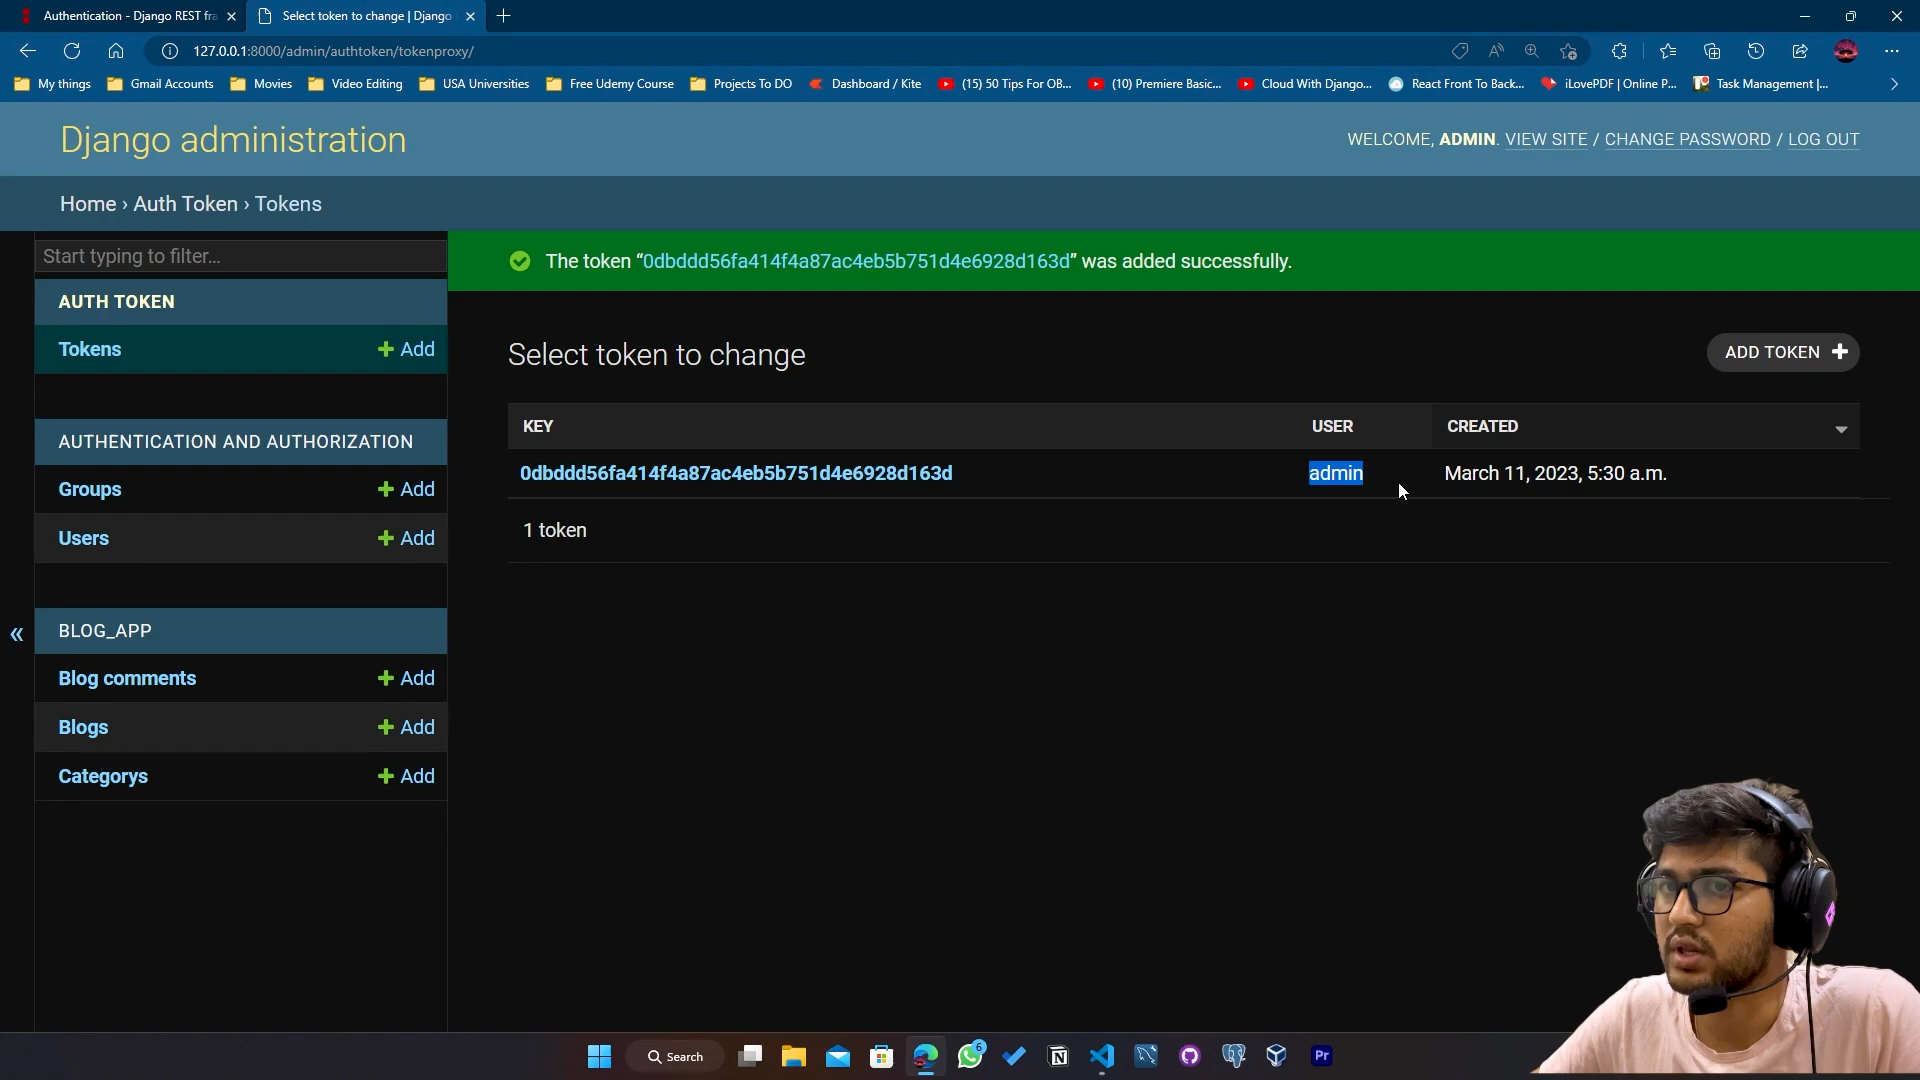 Authentication - Django REST fra
Select token to change | Django
127.0.0.1:8000/admin/authtoken/tokenproxy/
My things
Gmail Accounts
Movies
Video Editing
USA Universities
Free Udemy Course
Projects To DO
Dashboard / Kite
(15) 50 Tips For OB...
(10) Premiere Basic...
Cloud With Django...
React Front To Back...
iLovePDF | Online P...
Task Management |...
Django administration
WELCOME, ADMIN. VIEW SITE / CHANGE PASSWORD / LOG OUT
Home › Auth Token › Tokens
Start typing to filter...
The token “0dbddd56fa414f4a87ac4eb5b751d4e6928d163d” was added successfully.
AUTH TOKEN
Tokens + Add
Select token to change
ADD TOKEN +
KEY USER CREATED
0dbddd56fa414f4a87ac4eb5b751d4e6928d163d admin March 11, 2023, 5:30 a.m.
1 token
AUTHENTICATION AND AUTHORIZATION
Groups + Add
Users + Add
«
BLOG_APP
Blog comments + Add
Blogs + Add
Categorys + Add
Search
6
Pr